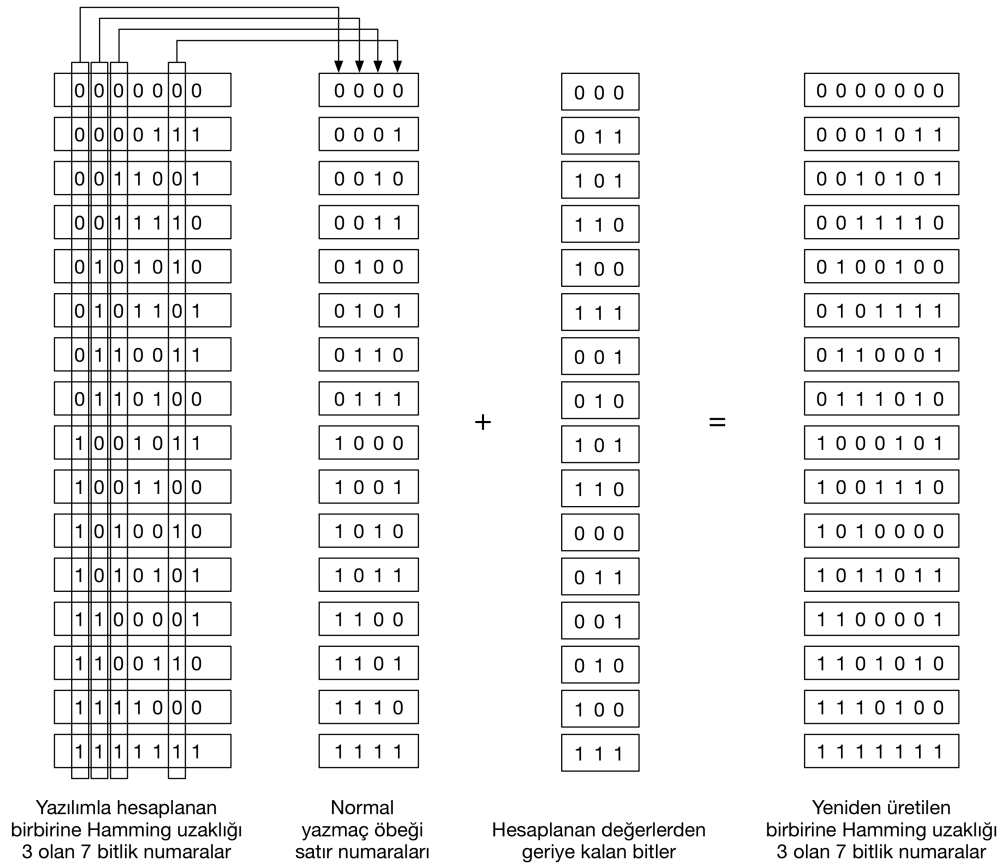 0 0 0 0 0 0 0 0 0 0 0 0 0 0 0 0 0 0 0 0 0
0 0 0 0 1 1 1 0 0 0 1 0 1 1 0 0 0 1 0 1 1
0 0 1 1 0 0 1 0 0 1 0 1 0 1 0 0 1 0 1 0 1
0 0 1 1 1 1 0 0 0 1 1 1 1 0 0 0 1 1 1 1 0
0 1 0 1 0 1 0 0 1 0 0 1 0 0 0 1 0 0 1 0 0
0 1 0 1 1 0 1 0 1 0 1 1 1 1 0 1 0 1 1 1 1
0 1 1 0 0 1 1 0 1 1 0 0 0 1 0 1 1 0 0 0 1
0 1 1 0 1 0 0 0 1 1 1 0 1 0 0 1 1 1 0 1 0
+ =
1 0 0 1 0 1 1 1 0 0 0 1 0 1 1 0 0 0 1 0 1
1 0 0 1 1 0 0 1 0 0 1 1 1 0 1 0 0 1 1 1 0
1 0 1 0 0 1 0 1 0 1 0 0 0 0 1 0 1 0 0 0 0
1 0 1 0 1 0 1 1 0 1 1 0 1 1 1 0 1 1 0 1 1
1 1 0 0 0 0 1 1 1 0 0 0 0 1 1 1 0 0 0 0 1
1 1 0 0 1 1 0 1 1 0 1 0 1 0 1 1 0 1 0 1 0
1 1 1 1 0 0 0 1 1 1 0 1 0 0 1 1 1 0 1 0 0
1 1 1 1 1 1 1 1 1 1 1 1 1 1 1 1 1 1 1 1 1
Yazılımla hesaplanan
birbirine Hamming uzaklığı
3 olan 7 bitlik numaralar
Normal
yazmaç öbeği
satır numaraları
Hesaplanan değerlerden
geriye kalan bitler
Yeniden üretilen
birbirine Hamming uzaklığı
3 olan 7 bitlik numaralar